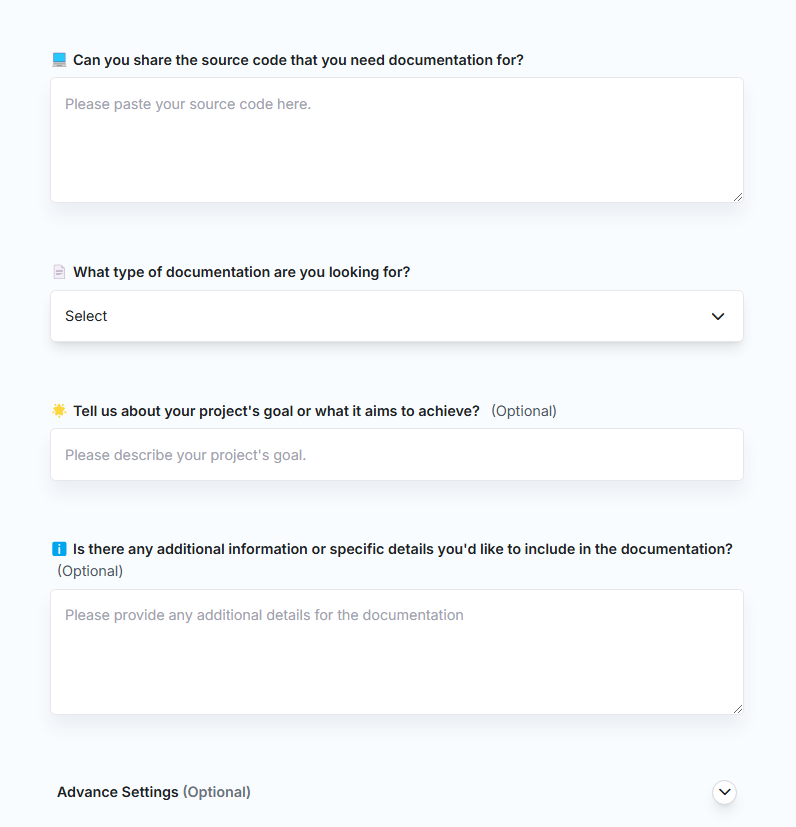 Can you share the source code that you need documentation for?
Please paste your source code here.
What type of documentation are you looking for?
Select
Tell us about your project's goal or what it aims to achieve? (Optional)
Please describe your project's goal.
Is there any additional information or specific details you'd like to include in the documentation?
(Optional)
Please provide any additional details for the documentation
Advance Settings (Optional)